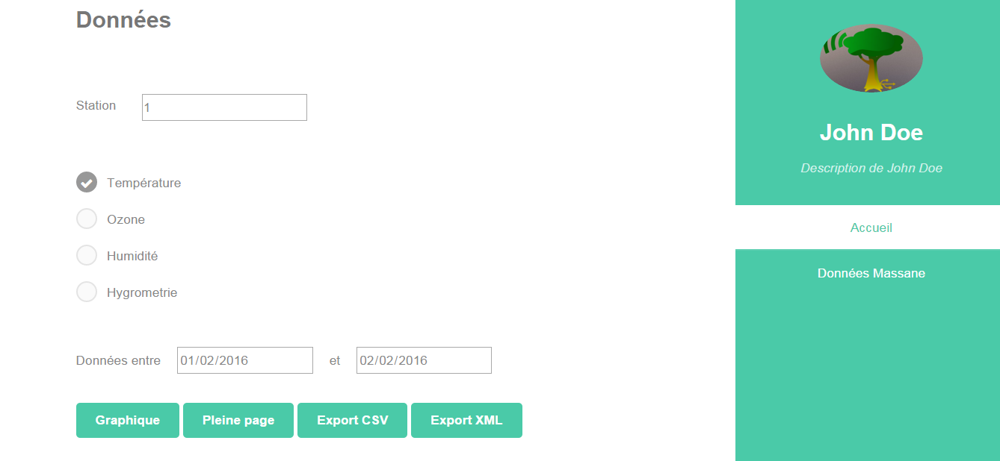 Données
Station 1
Température
Ozone
Humidité
Hygrometrie
Données entre 01/02/2016 et 02/02/2016
Graphique Pleine page Export CSV Export XML
John Doe
Description de John Doe
Accueil
Données Massane